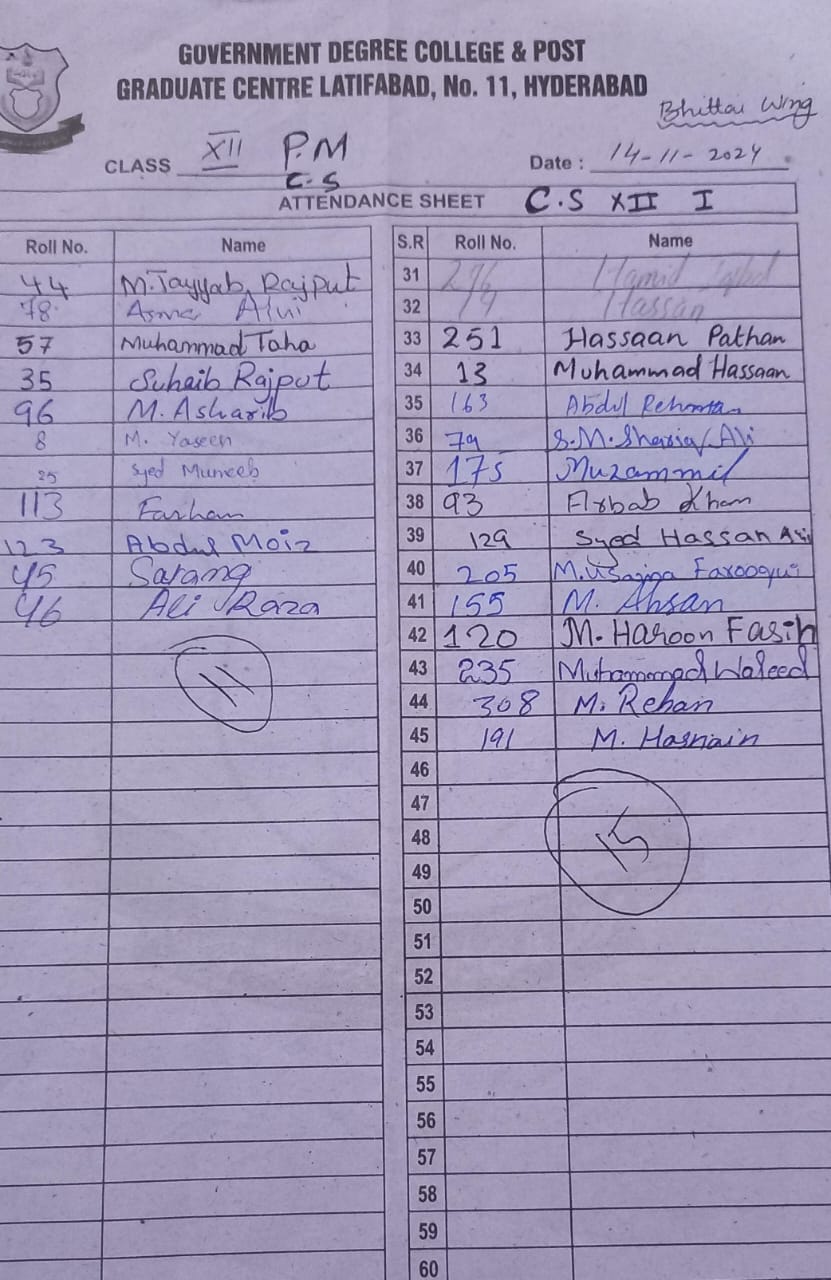 GOVERNMENT DEGREE COLLEGE & POST
GRADUATE CENTRE LATIFABAD, No. 11, HYDERABAD
Bhittai Wing
CLASS XII P.M
C.S
Date : 14-11-2024
ATTENDANCE SHEET C.S XII I
Roll No. Name
44 M.Tayyab Rajput
78
57 Muhammad Taha
35 Suhaib Rajput
96 M. Asharib
8 M. Yaseen
25 Syed Muneeb
113 Farhan
123 Abdul Moiz
45 Sarang
46 Ali Raza
11
S.R Roll No. Name
31 Hamid Iqbal
32 Hassan
33 251 Hassaan Pathan
34 13 Muhammad Hassaan
35 163 Abdul Rehman
36 79 S.M. Ali
37 175 Muzammil
38 93 Arbab Khan
39 129 Syed Hassan Ali
40 205 M. Farooqui
41 155 M. Ahsan
42 120 M. Haroon Fasih
43 235 Muhammad Waleed
44 308 M. Rehan
45 191 M. Hasnain
46
47
48
15
49
50
51
52
53
54
55
56
57
58
59
60